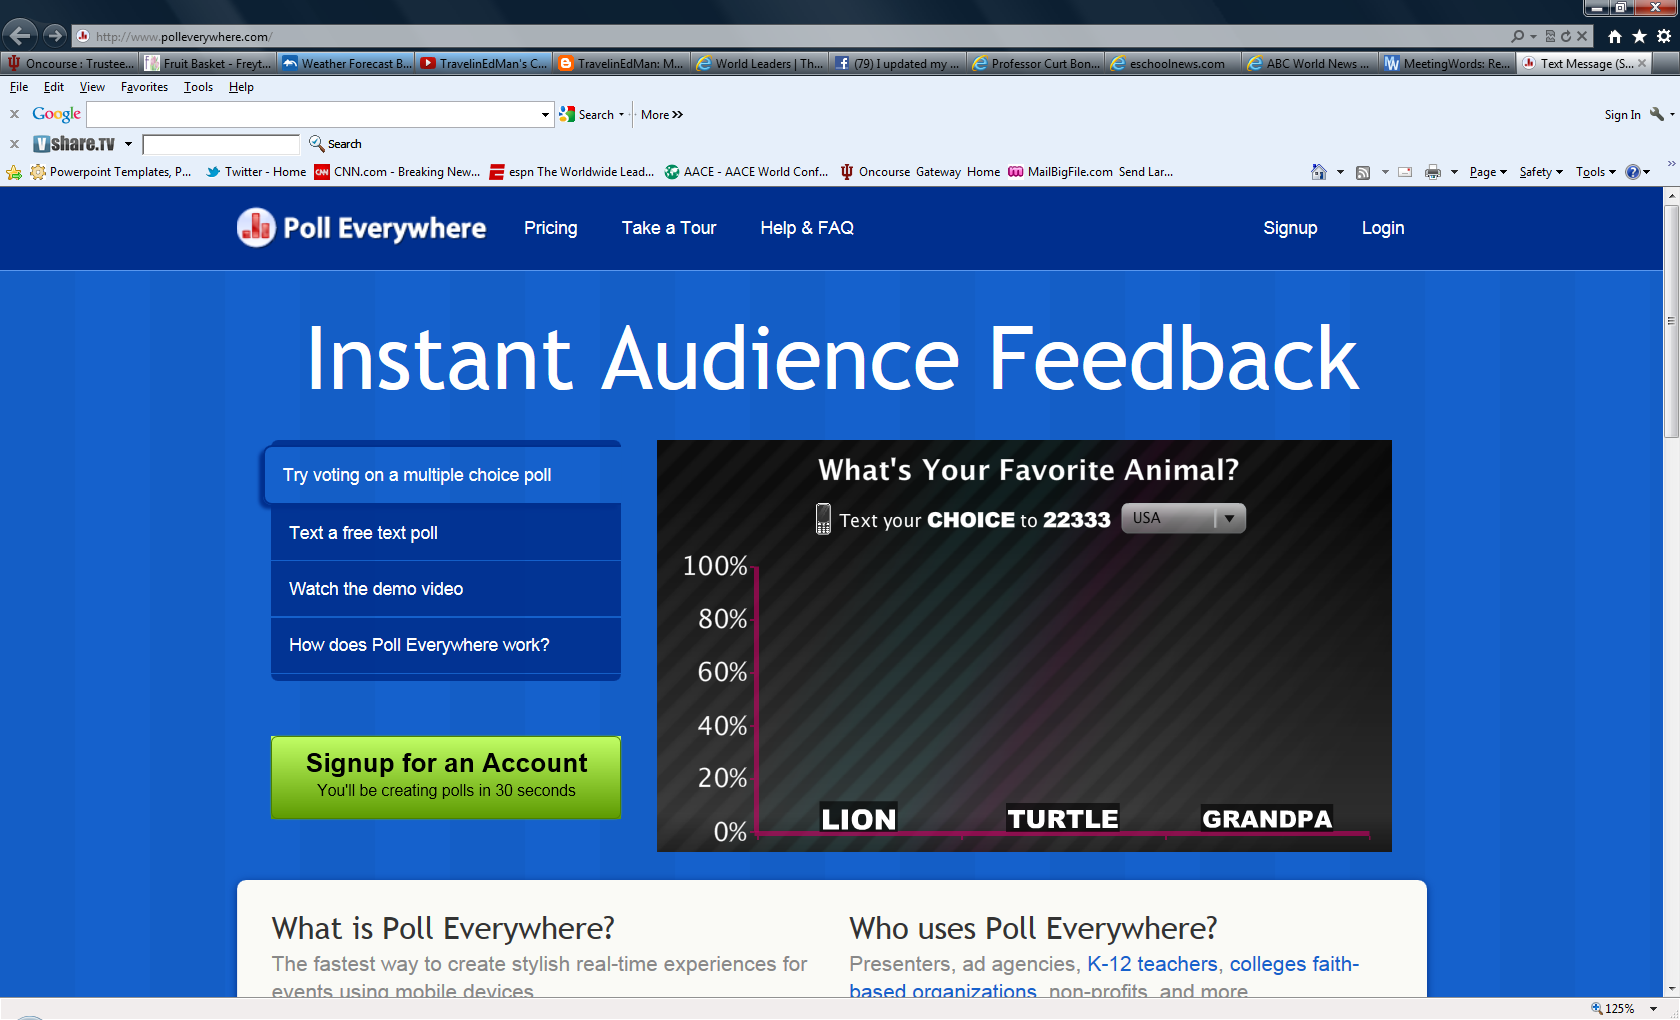 http://www.polleverywhere.com/
Oncourse : Trustee... Fruit Basket - Freyt... Weather Forecast B... TravelinEdMan's C... TravelinEdMan: M... World Leaders | Th... (79) I updated my ... Professor Curt Bon... eschoolnews.com ABC World News ... MeetingWords: Re... Text Message (S...
File Edit View Favorites Tools Help
x Google Search More >> Sign In
x Vshare.tv Search
Powerpoint Templates, P... Twitter - Home CNN CNN.com - Breaking New... espn The Worldwide Lead... AACE - AACE World Conf... Oncourse Gateway Home MailBigFile.com Send Lar... Page Safety Tools
Poll Everywhere Pricing Take a Tour Help & FAQ Signup Login
Instant Audience Feedback
Try voting on a multiple choice poll
Text a free text poll
Watch the demo video
How does Poll Everywhere work?
Signup for an Account
You'll be creating polls in 30 seconds
What's Your Favorite Animal?
Text your CHOICE to 22333 USA
100%
80%
60%
40%
20%
0%
LION TURTLE GRANDPA
What is Poll Everywhere?
The fastest way to create stylish real-time experiences for
events using mobile devices
Who uses Poll Everywhere?
Presenters, ad agencies, K-12 teachers, colleges faith-
based organizations, non-profits, and more
125%